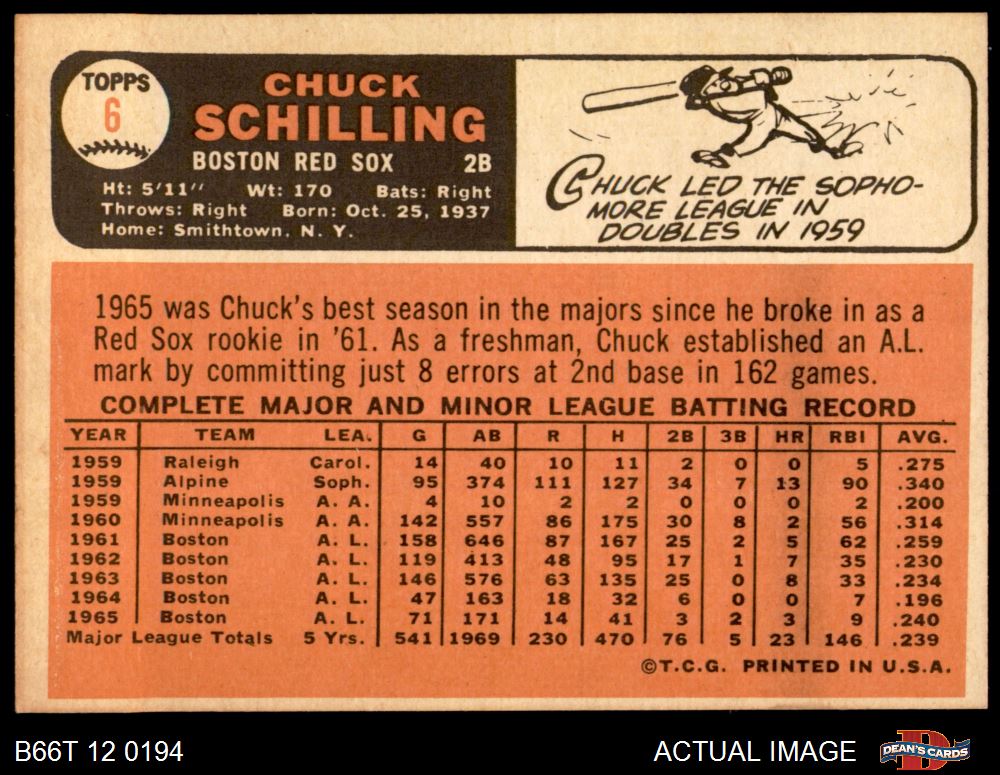 TOPPS
6
CHUCK
SCHILLING
BOSTON RED SOX 2B
Ht: 5'11" Wt: 170 Bats: Right
Throws: Right Born: Oct. 25, 1937
Home: Smithtown, N. Y.
CHUCK LED THE SOPHO-
MORE LEAGUE IN
DOUBLES IN 1959
1965 was Chuck's best season in the majors since he broke in as a
Red Sox rookie in '61. As a freshman, Chuck established an A.L.
mark by committing just 8 errors at 2nd base in 162 games.
COMPLETE MAJOR AND MINOR LEAGUE BATTING RECORD
YEAR TEAM LEA. G AB R H 2B 3B HR RBI AVG.
1959 Raleigh Carol. 14 40 10 11 2 0 0 5 .275
1959 Alpine Soph. 95 374 111 127 34 7 13 90 .340
1959 Minneapolis A. A. 4 10 2 2 0 0 0 2 .200
1960 Minneapolis A. A. 142 557 86 175 30 8 2 56 .314
1961 Boston A. L. 158 646 87 167 25 2 5 62 .259
1962 Boston A. L. 119 413 48 95 17 1 7 35 .230
1963 Boston A. L. 146 576 63 135 25 0 8 33 .234
1964 Boston A. L. 47 163 18 32 6 0 0 7 .196
1965 Boston A. L. 71 171 14 41 3 2 3 9 .240
Major League Totals 5 Yrs. 541 1969 230 470 76 5 23 146 .239
©T.C.G. PRINTED IN U.S.A.
B66T 12 0194 ACTUAL IMAGE DEAN'S CARDS